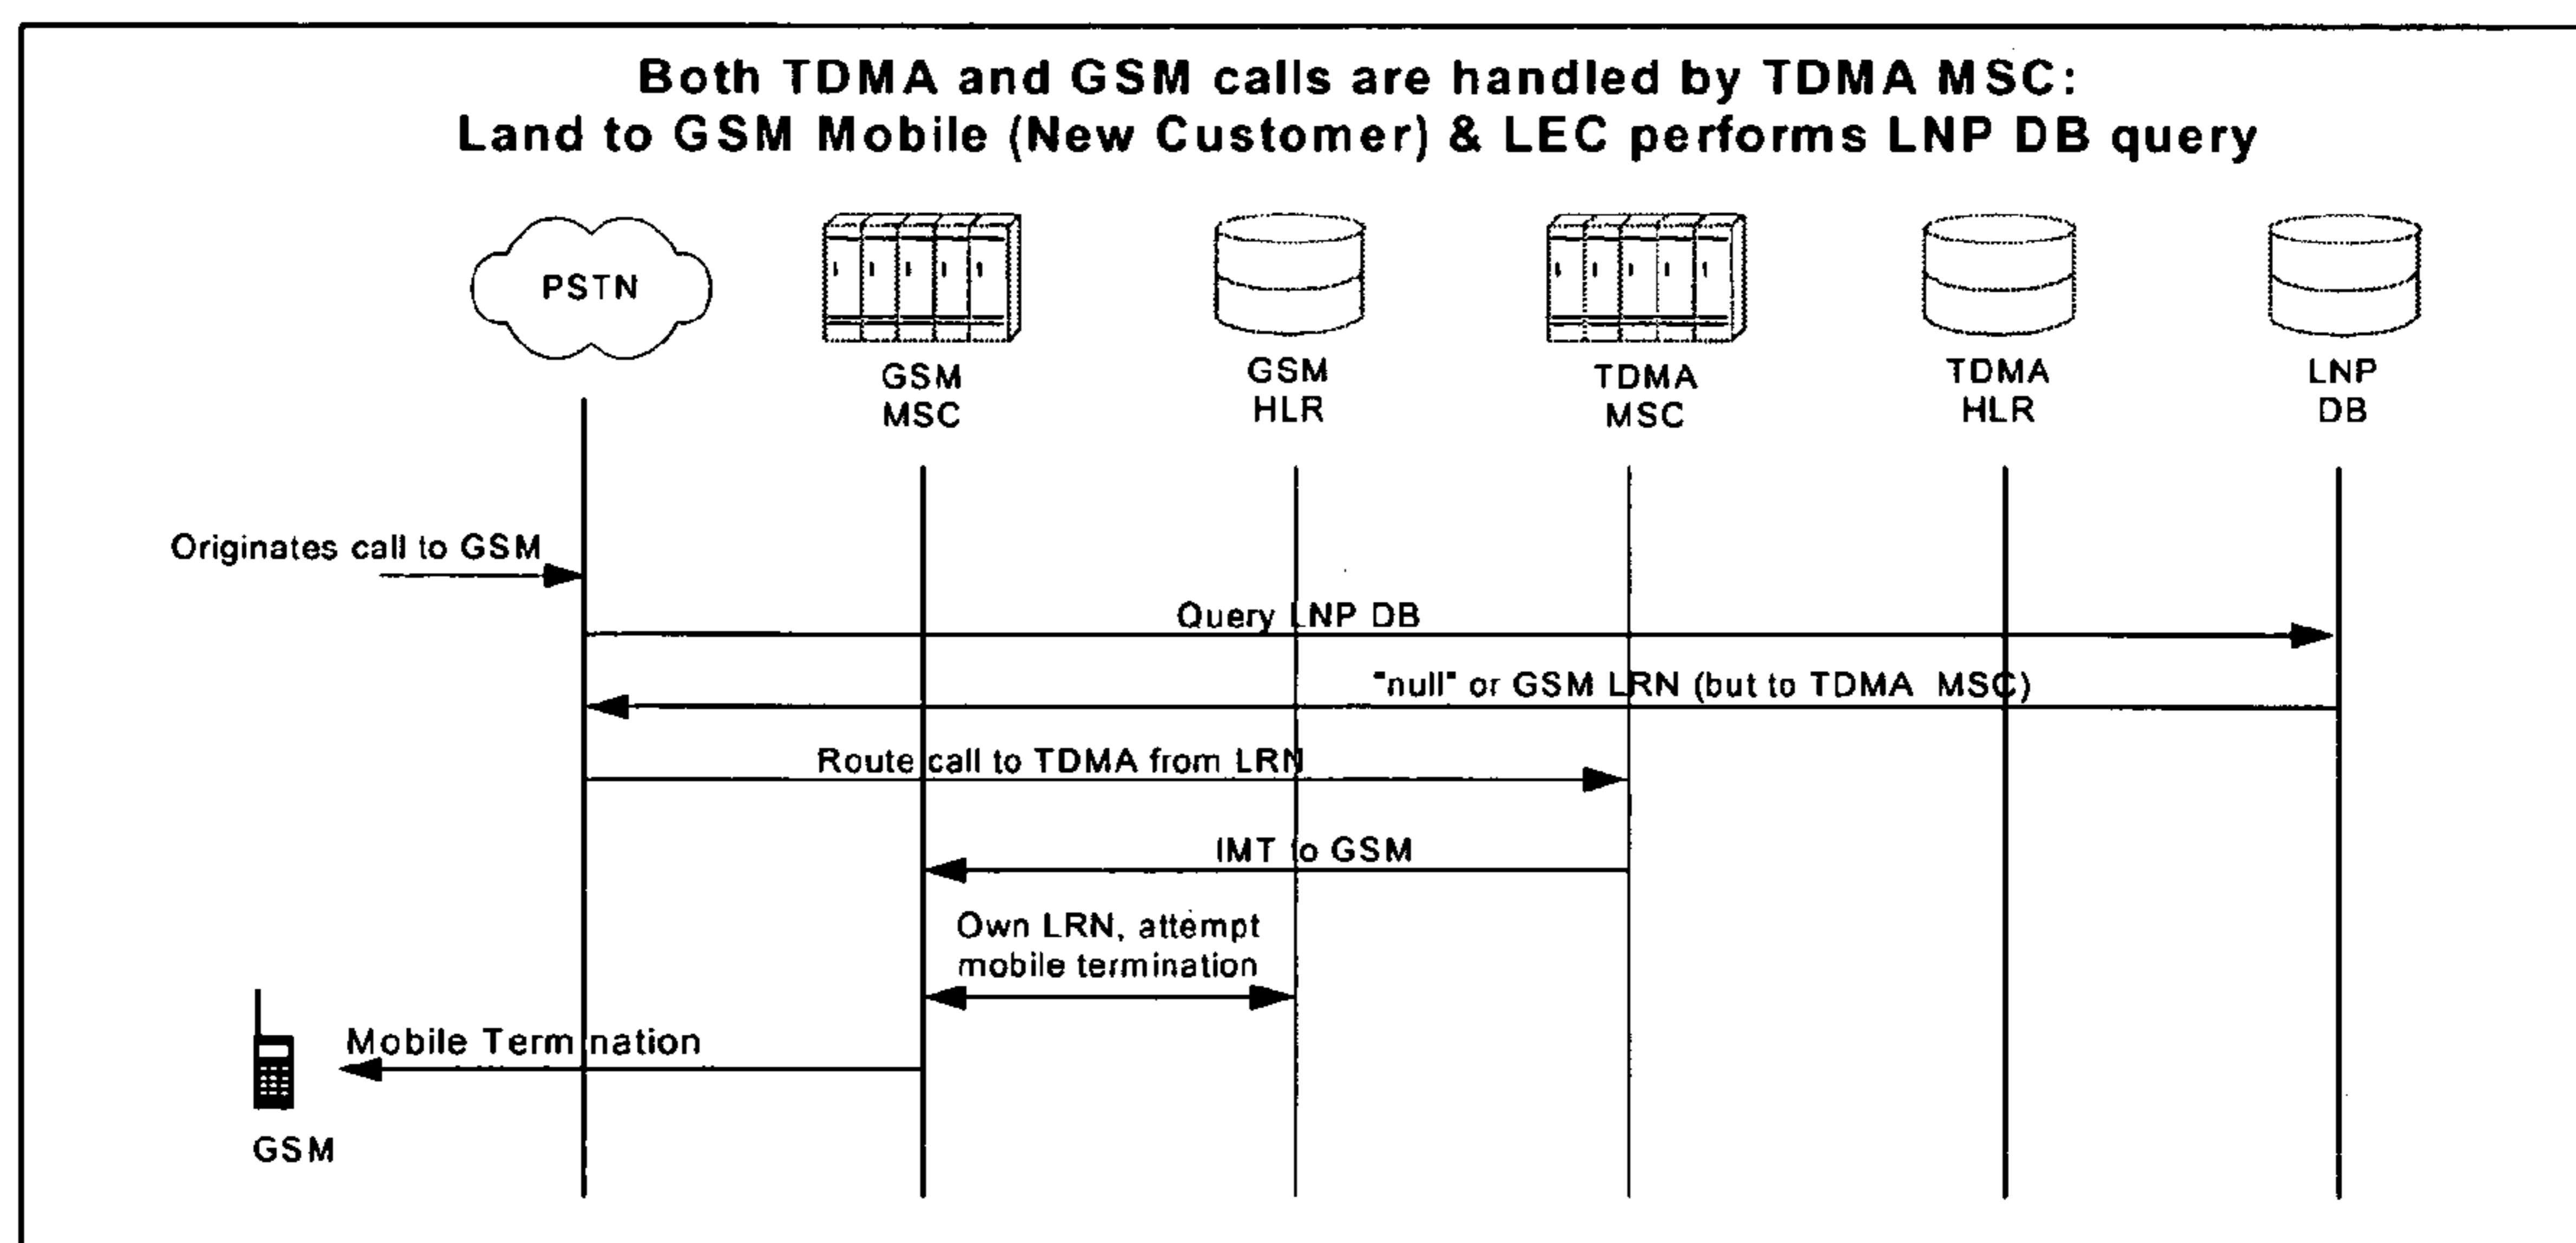 Both TDMA and GSM calls are handled by TDMA MSC:
Land to GSM Mobile (New Customer) & LEC performs LNP DB query
PSTN
GSM
MSC
GSM
HLR
TDMA
MSC
TDMA
HLR
LNP
DB
Originates call to GSM
Query LNP DB
"null" or GSM LRN (but to TDMA MSC)
Route call to TDMA from LRN
IMT to GSM
Own LRN, attempt
mobile termination
Mobile Termination
GSM